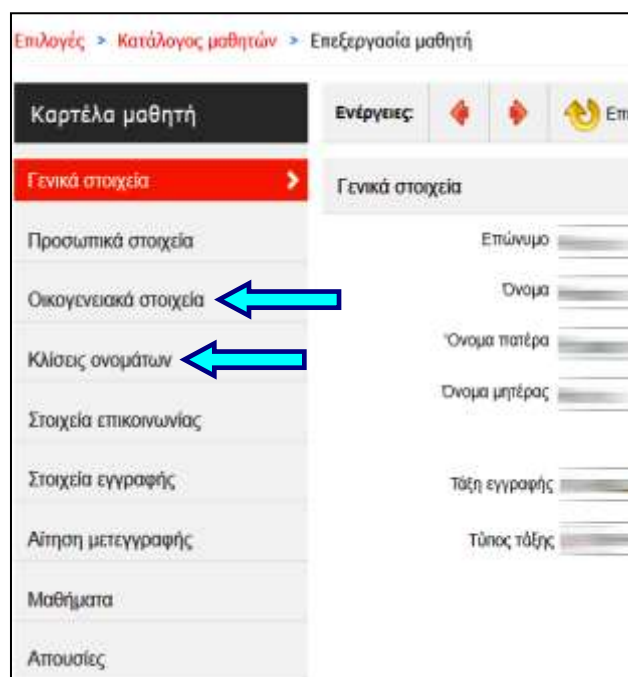 Επιλογές > Κατάλογος μαθητών > Επεξεργασία μαθητή
Καρτέλα μαθητή
Ενέργειες:
Γενικά στοιχεία
Προσωπικά στοιχεία
Οικογενειακά στοιχεία
Κλίσεις ονομάτων
Στοιχεία επικοινωνίας
Στοιχεία εγγραφής
Αίτηση μετεγγραφής
Μαθήματα
Απουσίες
Γενικά στοιχεία
Επώνυμο
Όνομα
Όνομα πατέρα
Όνομα μητέρας
Τάξη εγγραφής
Τύπος τάξης